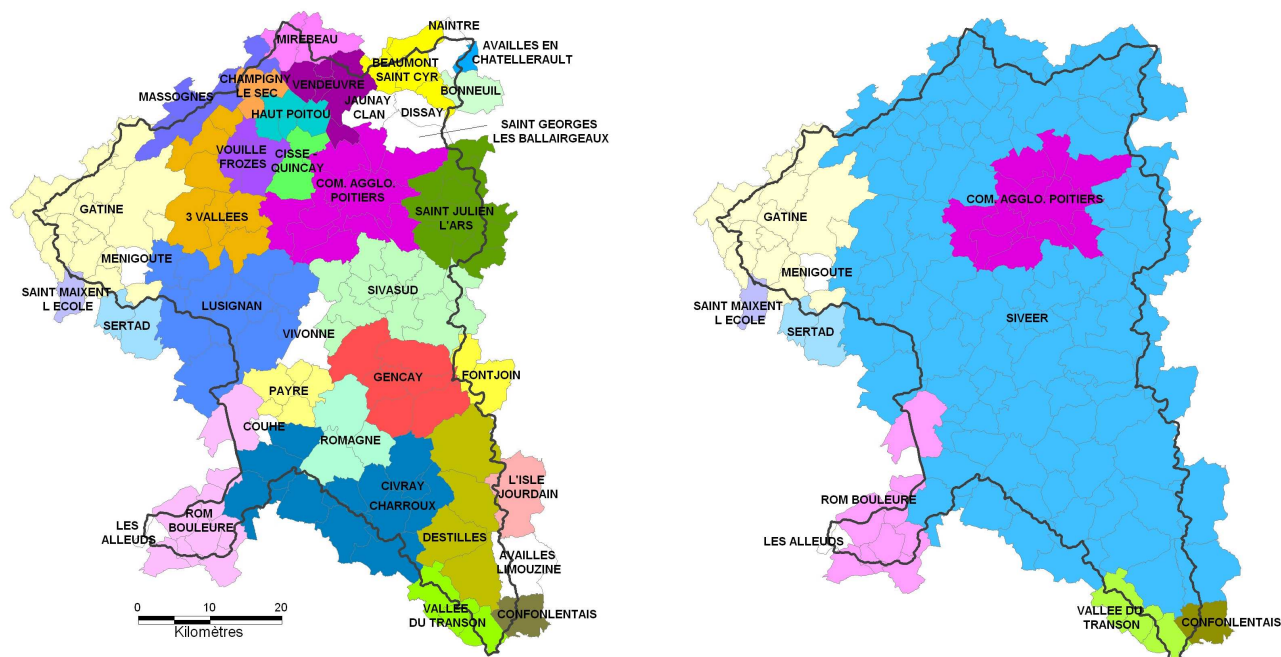 NAINTRE
MIREBEAU
AVAILLES EN
CHATELLERAULT
BEAUMONT
SAINT CYR
CHAMPIGNY
LE SEC
VENDEUVRE
BONNEUIL
MASSOGNES
JAUNAY
CLAN
DISSAY
HAUT POITOU
SAINT GEORGES
LES BALLAIRGEAUX
VOUILLE
FROZES
CISSE -
QUINCAY
COM. AGGLO.
POITIERS
GATINE
3 VALLEES
SAINT JULIEN
L'ARS
MENIGOUTE
SAINT MAIXENT
L ECOLE
LUSIGNAN
SIVASUD
SERTAD
VIVONNE
GENCAY
FONTJOIN
PAYRE
COUHE
ROMAGNE
L'ISLE
JOURDAIN
CIVRAY
CHARROUX
ROM
BOULEURE
LES
ALLEUDS
DESTILLES
AVAILLES
LIMOUZINE
VALLEE
DU TRANSON
CONFONLENTAIS
0 10 20
Kilomètres
COM. AGGLO. POITIERS
GATINE
MENIGOUTE
SAINT MAIXENT
L ECOLE
SERTAD
SIVEER
ROM BOULEURE
LES ALLEUDS
VALLEE DU
TRANSON
CONFONLENTAIS